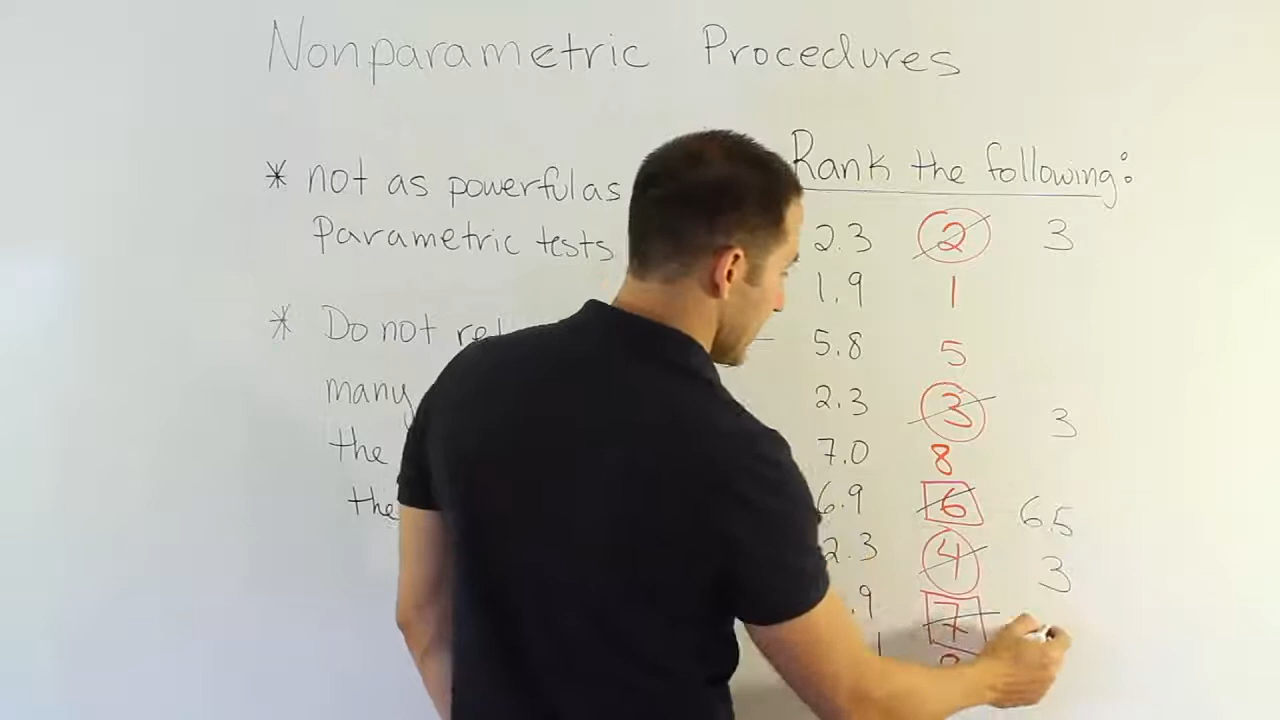 Nonparametric Procedures
* not as powerful as
Parametric tests
* Do not
many
the
the
Rank the following:
2.3 2 3
1.9 1
5.8 5
2.3 3 3
7.0 8
6.9 6 6.5
2.3 4 3
.9 7